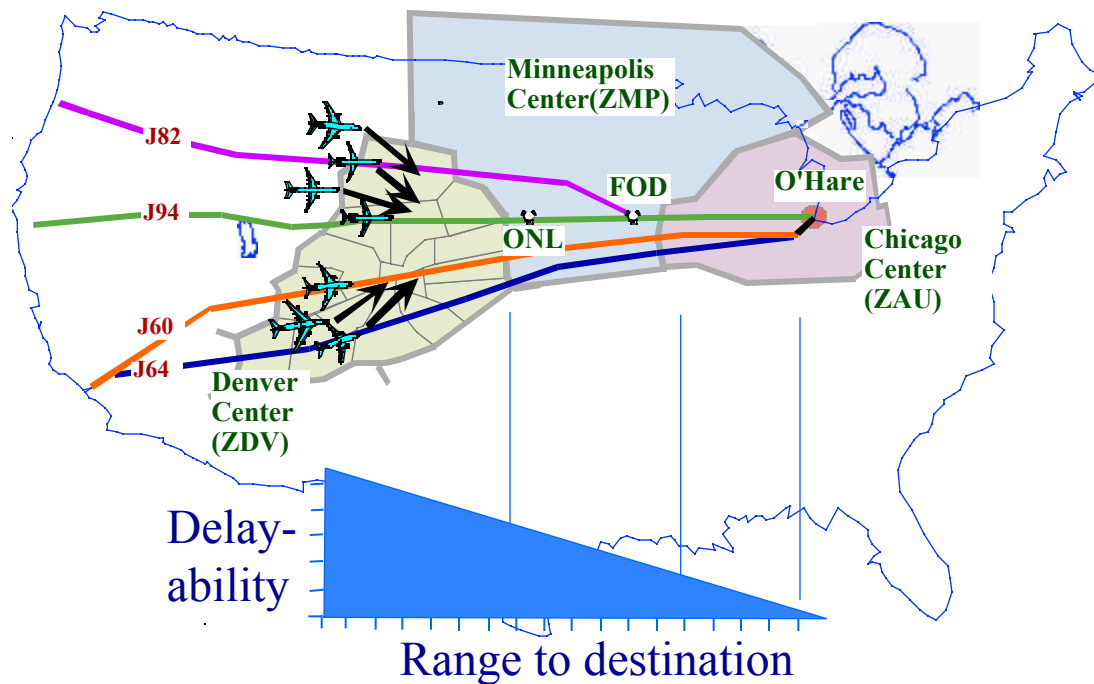 Minneapolis
Center(ZMP)
J82
FOD
O'Hare
J94
ONL
Chicago
Center
(ZAU)
J60
J64
Denver
Center
(ZDV)
Delay-
ability
Range to destination